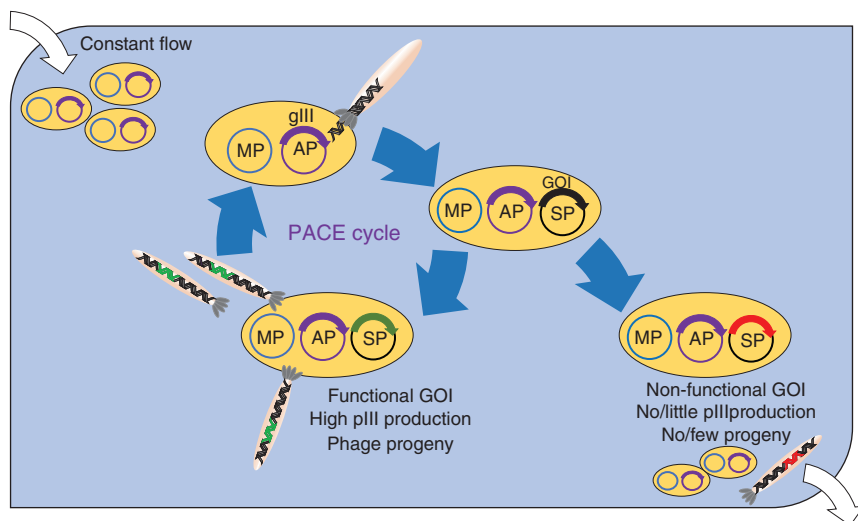 Constant flow
gIII
MP
AP
GOI
MP
AP
SP
PACE cycle
MP
AP
SP
MP
AP
SP
Functional GOI
High pIII production
Phage progeny
Non-functional GOI
No/little pIIIproduction
No/few progeny